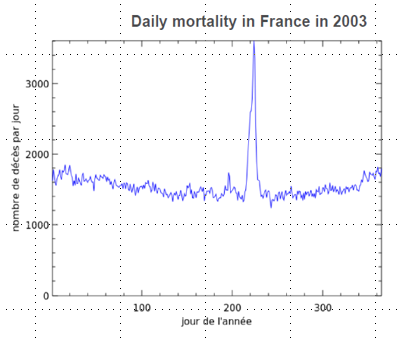 Daily mortality in France in 2003
nombre de décès par jour
3000
2000
1000
0
100
200
300
jour de l'année